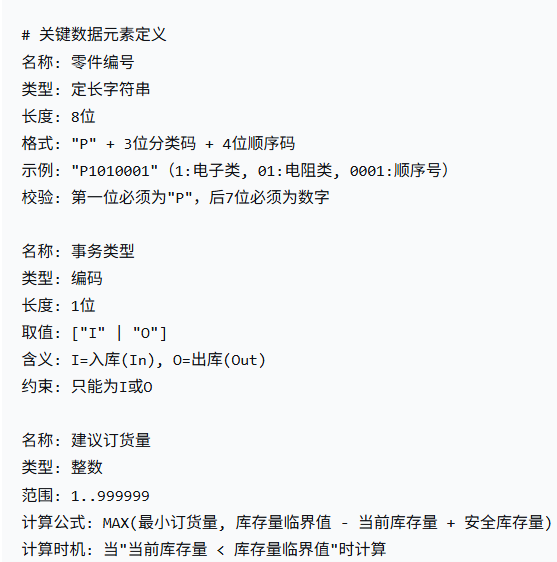 # 关键数据元素定义
名称: 零件编号
类型: 定长字符串
长度: 8位
格式: "P" + 3位分类码 + 4位顺序码
示例: "P1010001"（1:电子类, 01:电阻类, 0001:顺序号）
校验: 第一位必须为"P"，后7位必须为数字
名称: 事务类型
类型: 编码
长度: 1位
取值: ["I" | "O"]
含义: I=入库(In), O=出库(Out)
约束: 只能为I或O
名称: 建议订货量
类型: 整数
范围: 1..999999
计算公式: MAX(最小订货量, 库存量临界值 - 当前库存量 + 安全库存量)
计算时机: 当"当前库存量 < 库存量临界值"时计算